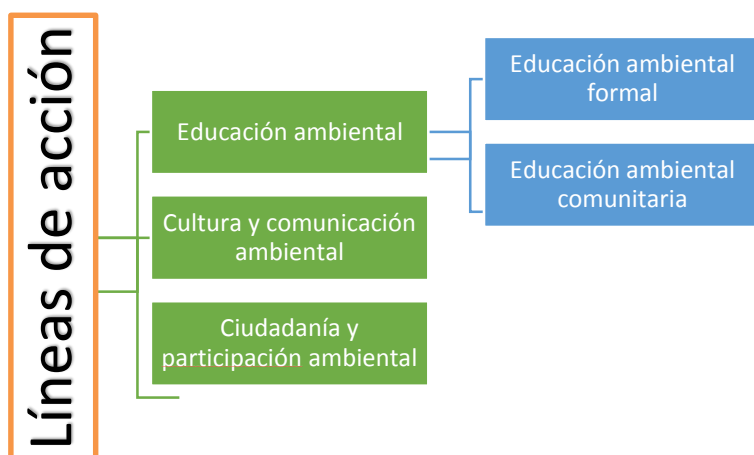 Líneas de acción
Educación ambiental
Cultura y comunicación
ambiental
Ciudadanía y
participación ambiental
Educación ambiental
formal
Educación ambiental
comunitaria